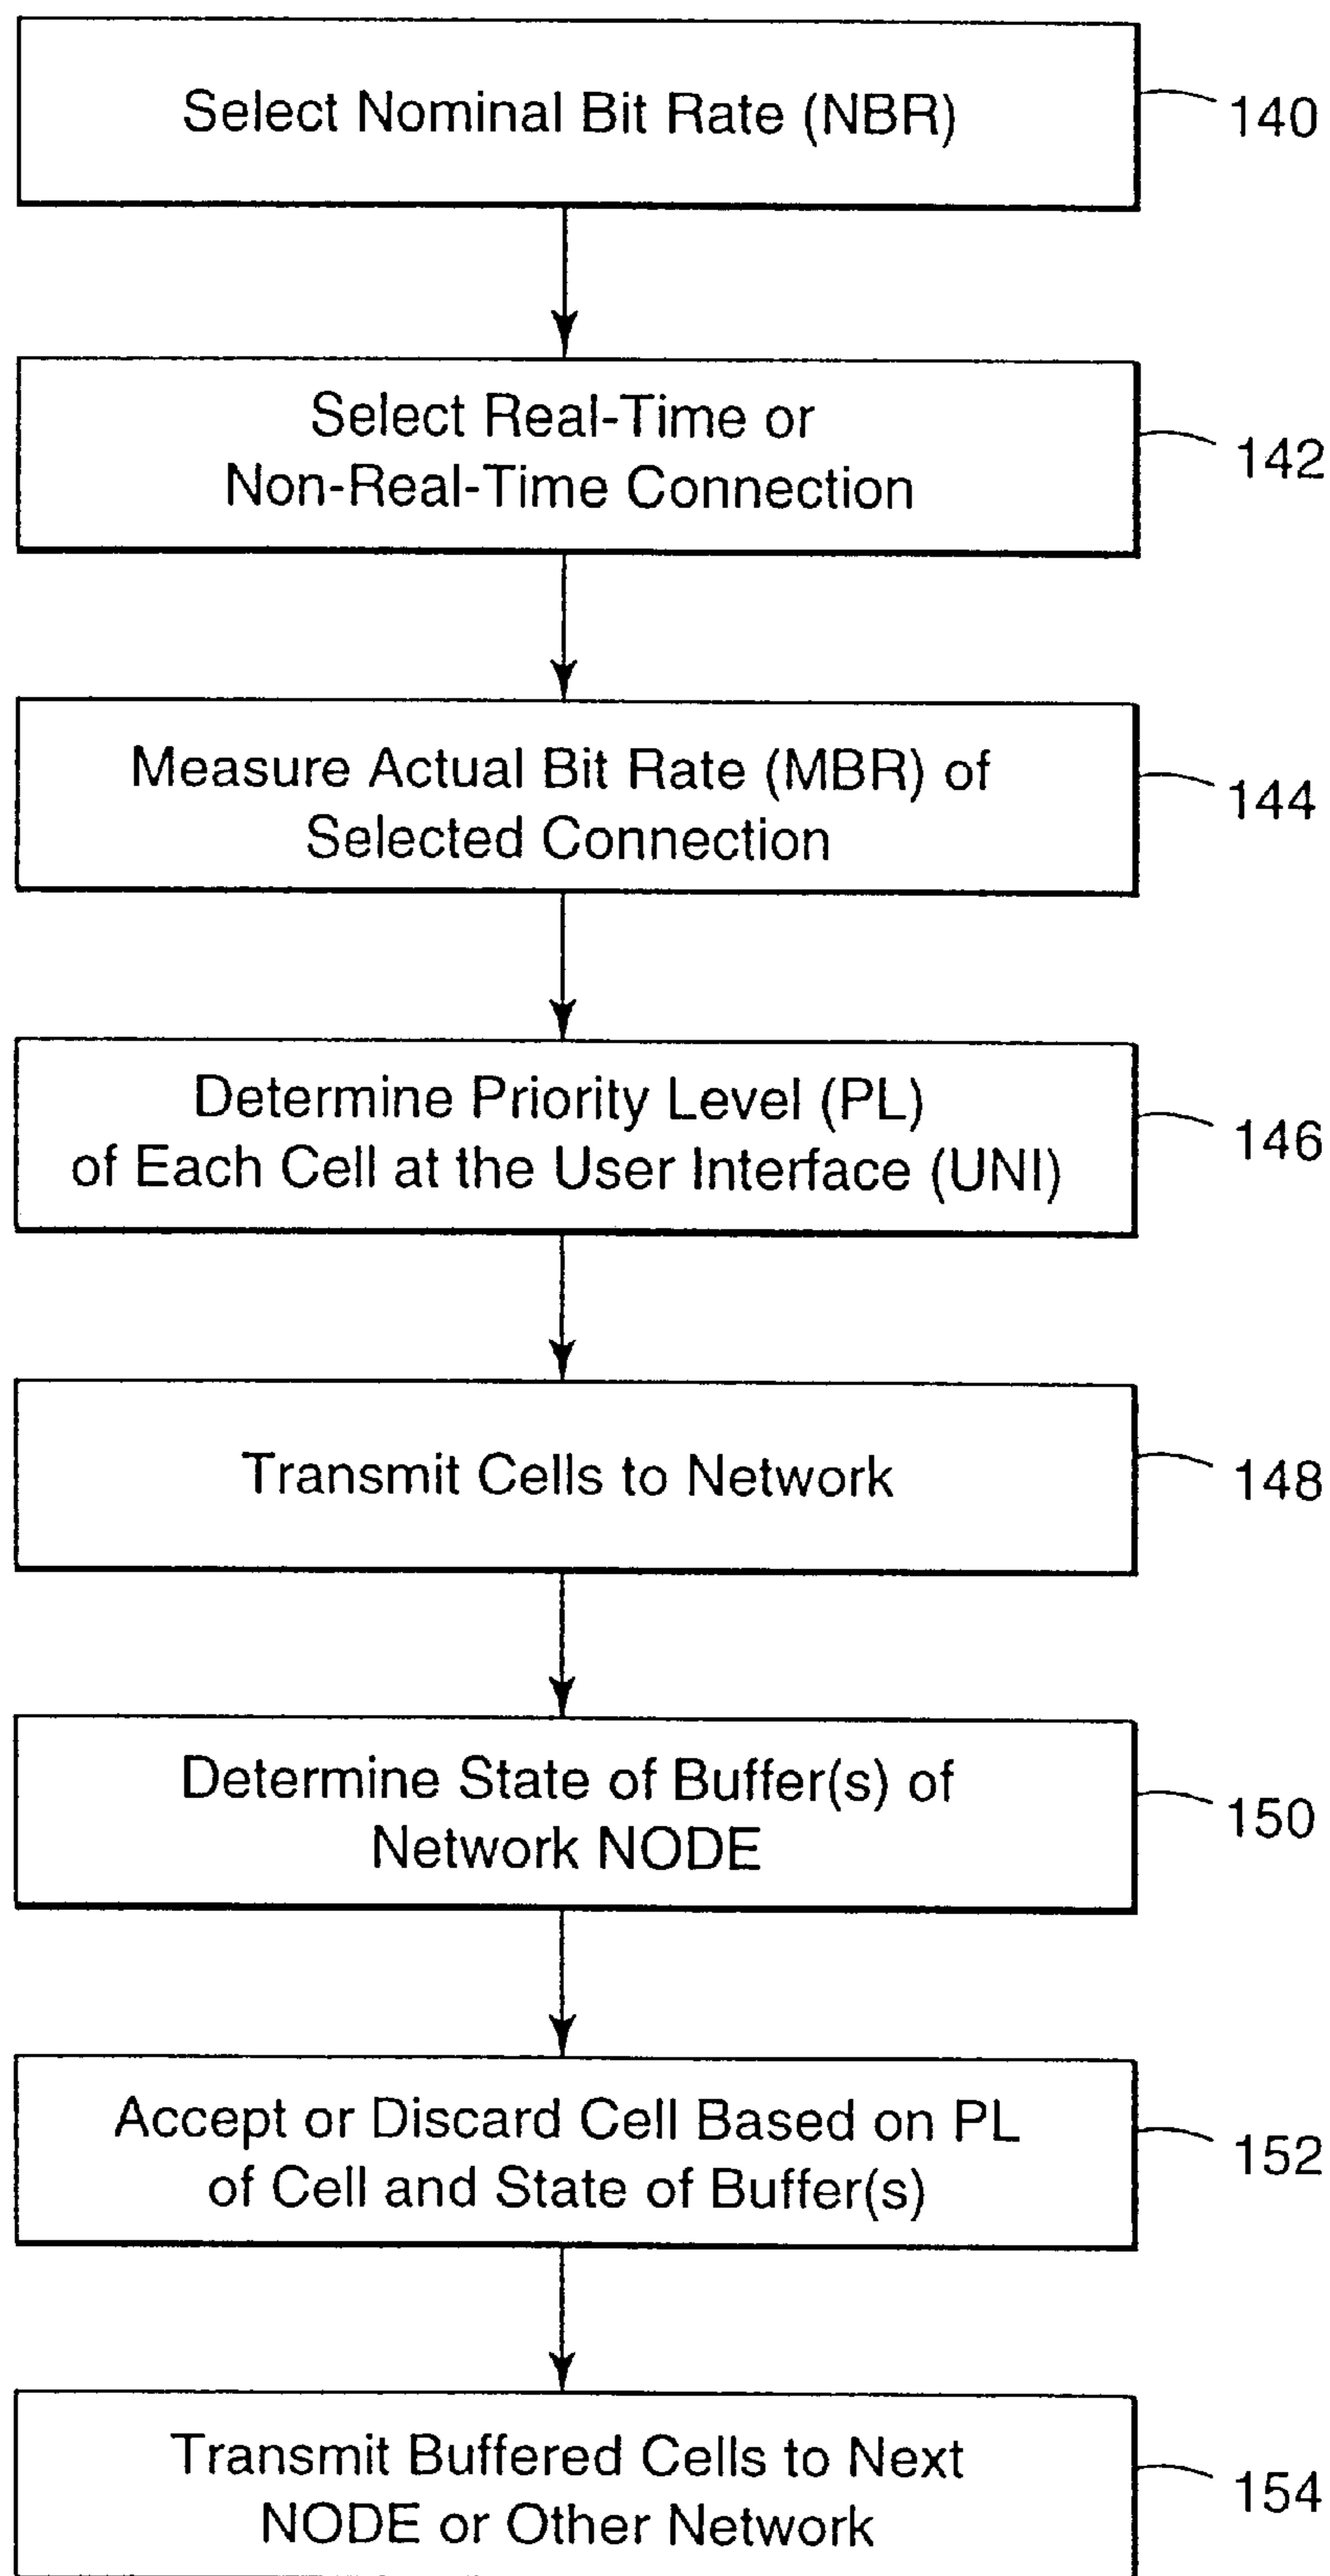 Select Nominal Bit Rate (NBR)
140
Select Real-Time or
Non-Real-Time Connection
142
Measure Actual Bit Rate (MBR) of
Selected Connection
144
Determine Priority Level (PL)
of Each Cell at the User Interface (UNI)
146
Transmit Cells to Network
148
Determine State of Buffer(s) of
Network NODE
150
Accept or Discard Cell Based on PL
of Cell and State of Buffer(s)
152
Transmit Buffered Cells to Next
NODE or Other Network
154